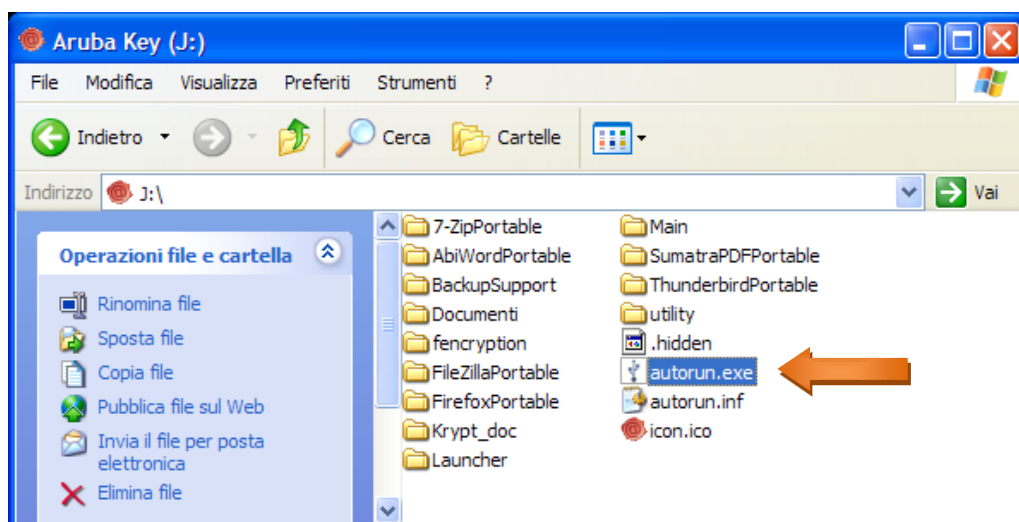 Aruba Key (J:)
File Modifica Visualizza Preferiti Strumenti ?
Indietro Cerca Cartelle
Indirizzo J:\ Vai
Operazioni file e cartella
Rinomina file
Sposta file
Copia file
Pubblica file sul Web
Invia il file per posta
elettronica
Elimina file
7-ZipPortable
AbiWordPortable
BackupSupport
Documenti
fencryption
FileZillaPortable
FirefoxPortable
Krypt_doc
Launcher
Main
SumatraPDFPortable
ThunderbirdPortable
utility
.hidden
autorun.exe
autorun.inf
icon.ico